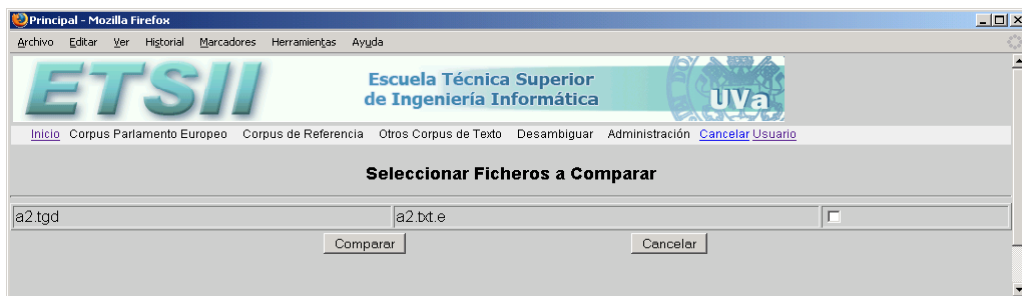 Principal - Mozilla Firefox
Archivo Editar Ver Historial Marcadores Herramientas Ayuda
ETSII
Escuela Técnica Superior
de Ingeniería Informática
UVa
Inicio Corpus Parlamento Europeo Corpus de Referencia Otros Corpus de Texto Desambiguar Administración Cancelar Usuario
Seleccionar Ficheros a Comparar
a2.tgd a2.txt.e
Comparar Cancelar